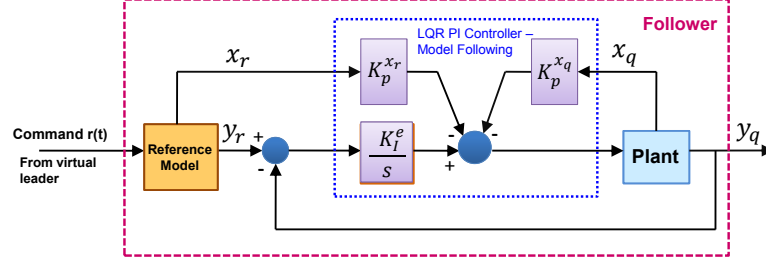 Follower
LQR PI Controller –
Model Following
x_r
K_p^{x_r}
K_p^{x_q}
x_q
Command r(t)
From virtual
leader
Reference
Model
y_r
+
-
K_I^e
s
-
-
+
Plant
y_q